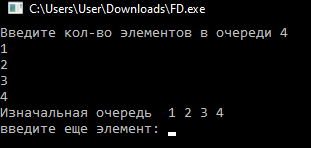 C:\Users\User\Downloads\FD.exe
Введите кол-во элементов в очереди 4
1
2
3
4
Изначальная очередь  1 2 3 4
введите еще элемент: